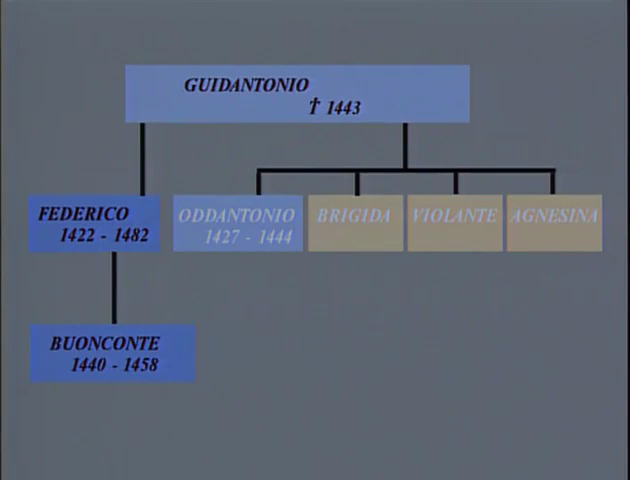 GUIDANTONIO
† 1443
FEDERICO
1422 - 1482
ODDANTONIO
1427 - 1444
BRIGIDA
VIOLANTE
AGNESINA
BUONCONTE
1440 - 1458